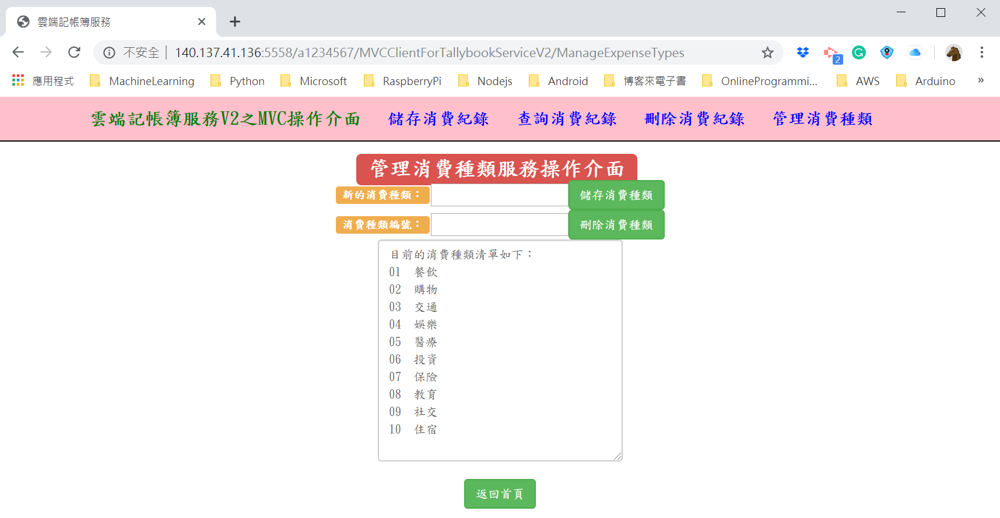 雲端記帳簿服務
不安全 140.137.41.136:5558/a1234567/MVCClientForTallybookServiceV2/ManageExpenseTypes
2
應用程式 MachineLearning Python Microsoft RaspberryPi Nodejs Android 博客來電子書 OnlineProgrammi... AWS Arduino »
雲端記帳簿服務V2之MVC操作介面 儲存消費紀錄 查詢消費紀錄 刪除消費紀錄 管理消費種類
管理消費種類服務操作介面
新的消費種類： 儲存消費種類
消費種類編號： 刪除消費種類
目前的消費種類清單如下：
01 餐飲
02 購物
03 交通
04 娛樂
05 醫療
06 投資
07 保險
08 教育
09 社交
10 住宿
返回首頁